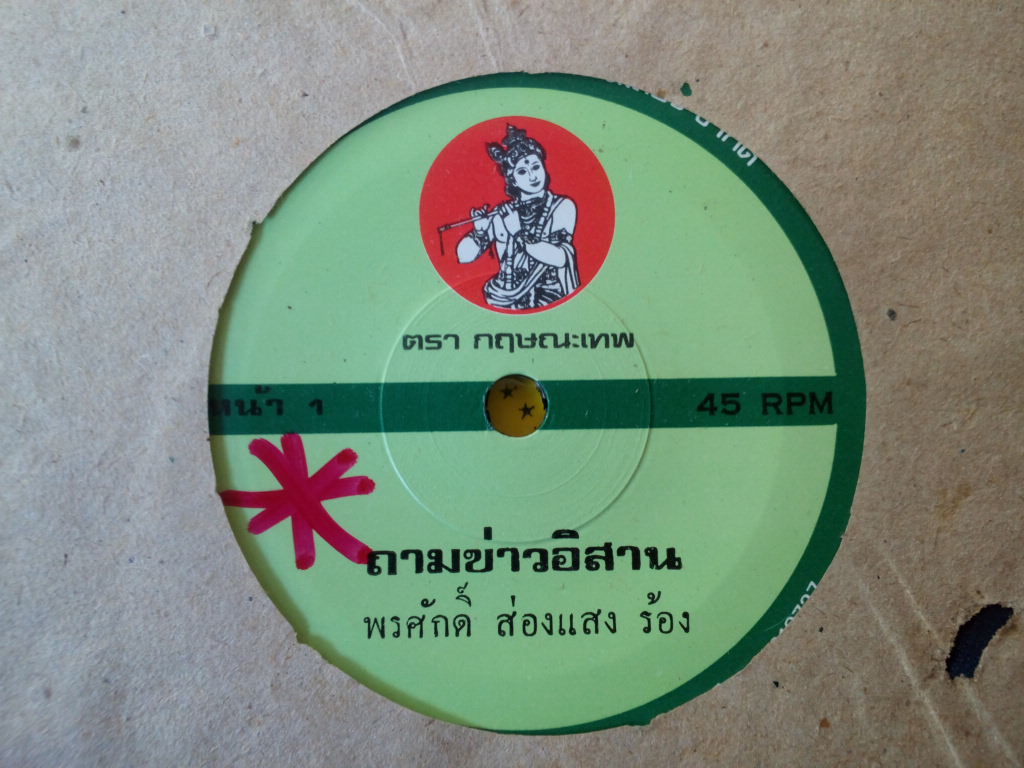 ตรา กฤษณะเทพ
หน้า ๑
45 RPM
ถามข่าวอิสาน
พรศักดิ์ ส่องแสง ร้อง